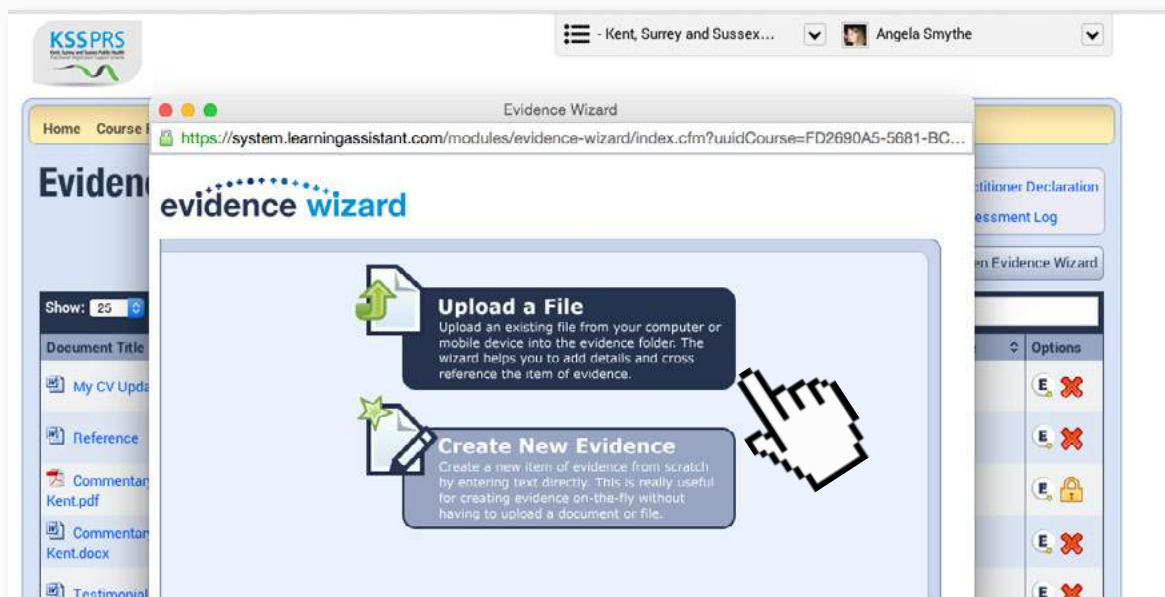 KSSPRS
- Kent, Surrey and Sussex...
Angela Smythe
Evidence Wizard
Home Course
https://system.learningassistant.com/modules/evidence-wizard/index.cfm?uuidCourse=FD2690A5-5681-BC...
Eviden
evidence wizard
titioner Declaration
essment Log
en Evidence Wizard
Upload a File
Upload an existing file from your computer or
mobile device into the evidence folder. The
wizard helps you to add details and cross
reference the item of evidence.
Show: 25
Document Title
Options
My CV Upda
E
Reference
E
Create New Evidence
Create a new item of evidence from scratch
by entering text directly. This is really useful
for creating evidence on-the-fly without
having to upload a document or file.
Commentar
Kent.pdf
E
Commentar
Kent.docx
E
Testimonial
E